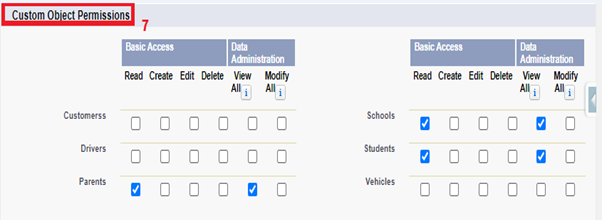 Custom Object Permissions
7
Basic Access Data Administration
Read Create Edit Delete View All i Modify All i
Customerss
Drivers
Parents
Basic Access Data Administration
Read Create Edit Delete View All i Modify All i
Schools
Students
Vehicles